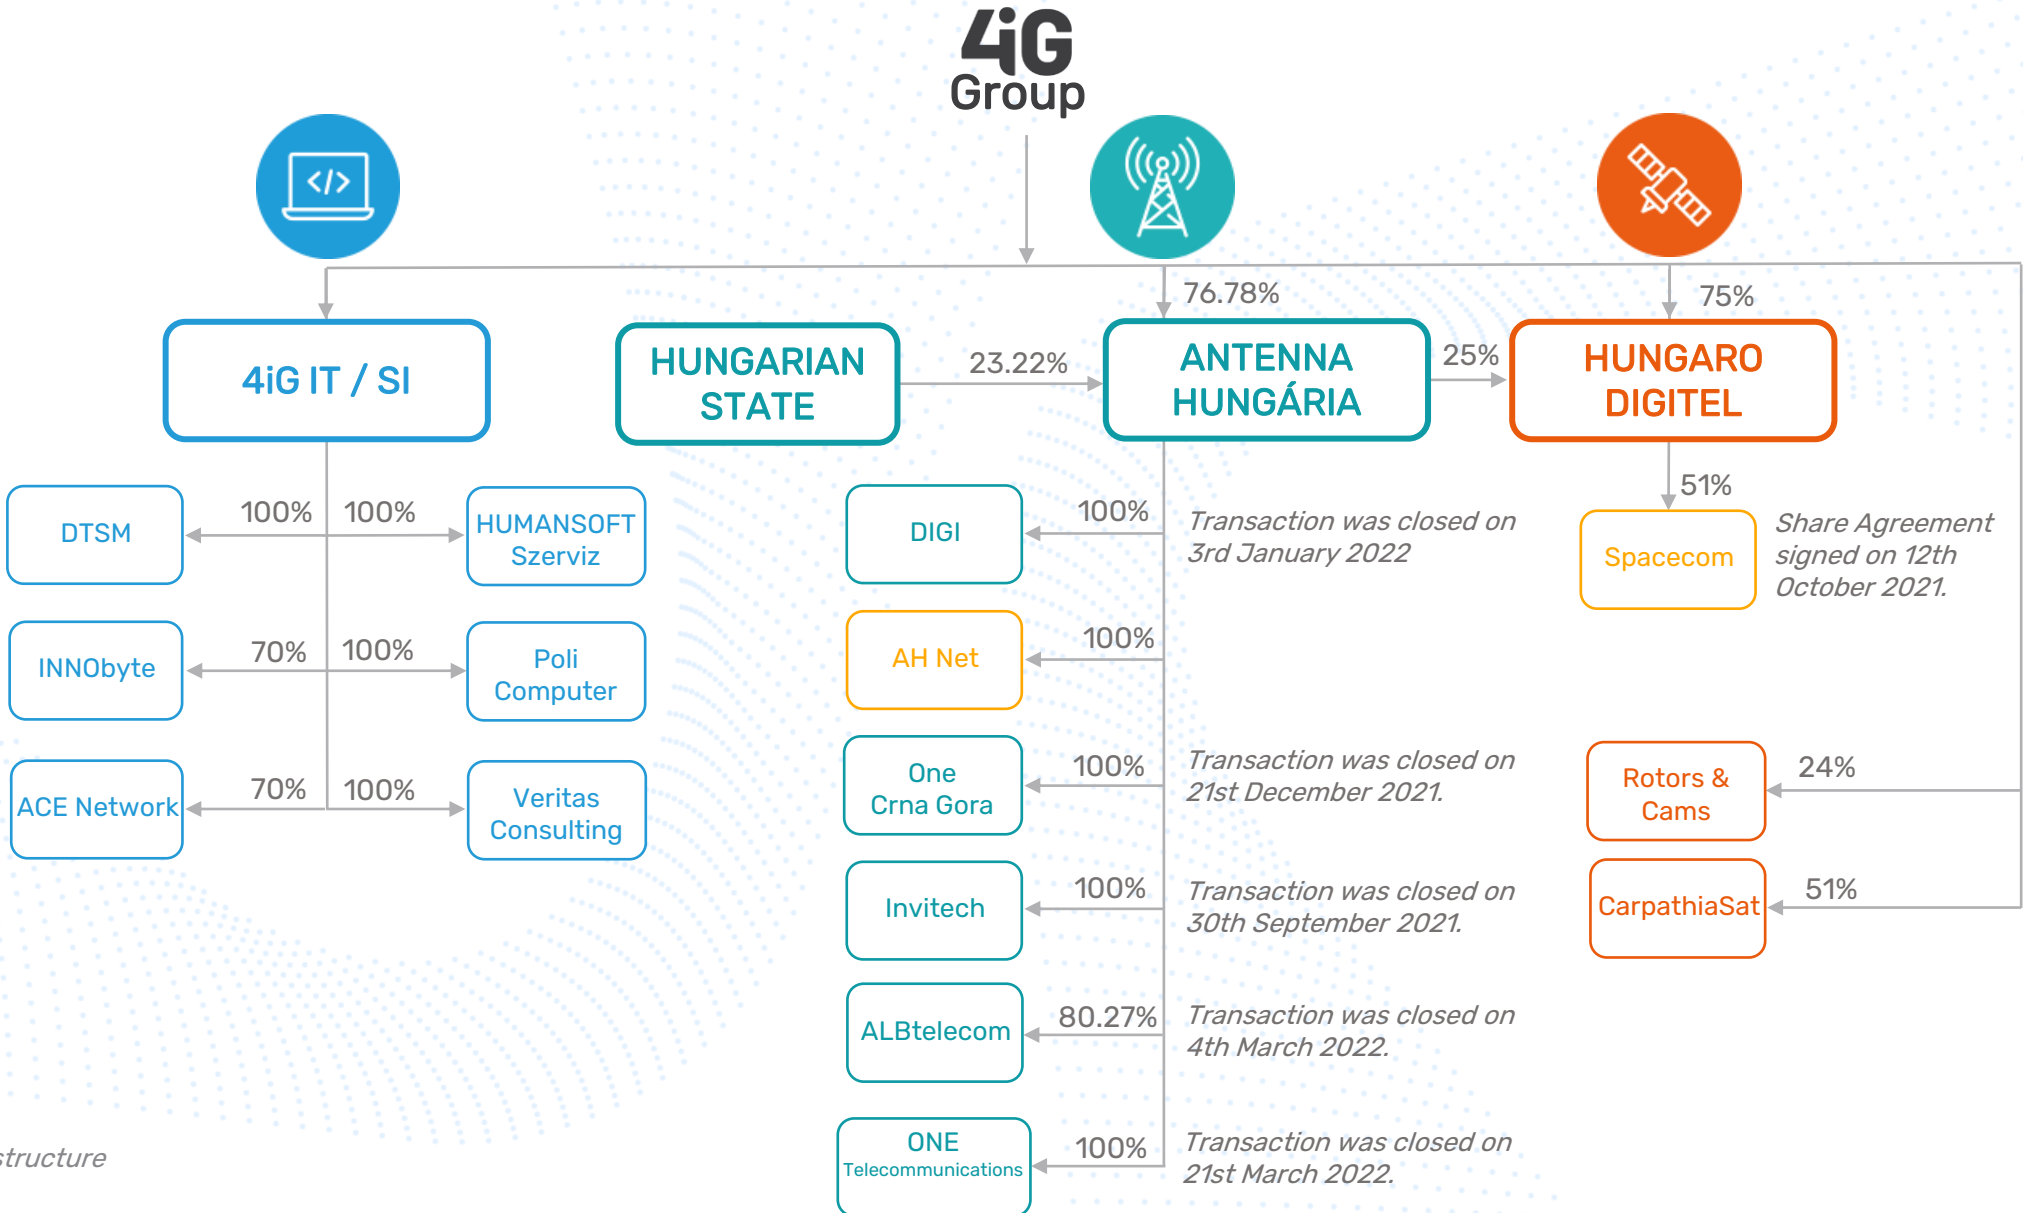 4iG
Group
</>
76.78%
75%
4iG IT / SI
HUNGARIAN
STATE
23.22%
ANTENNA
HUNGÁRIA
25%
HUNGARO
DIGITEL
DTSM
100%
100%
HUMANSOFT
Szerviz
INNObyte
70%
100%
Poli
Computer
ACE Network
70%
100%
Veritas
Consulting
DIGI
100%
Transaction was closed on
3rd January 2022
AH Net
100%
One
Crna Gora
100%
Transaction was closed on
21st December 2021.
Invitech
100%
Transaction was closed on
30th September 2021.
ALBtelecom
80.27%
Transaction was closed on
4th March 2022.
ONE
Telecommunications
100%
Transaction was closed on
21st March 2022.
51%
Spacecom
Share Agreement
signed on 12th
October 2021.
Rotors &
Cams
24%
CarpathiaSat
51%
structure